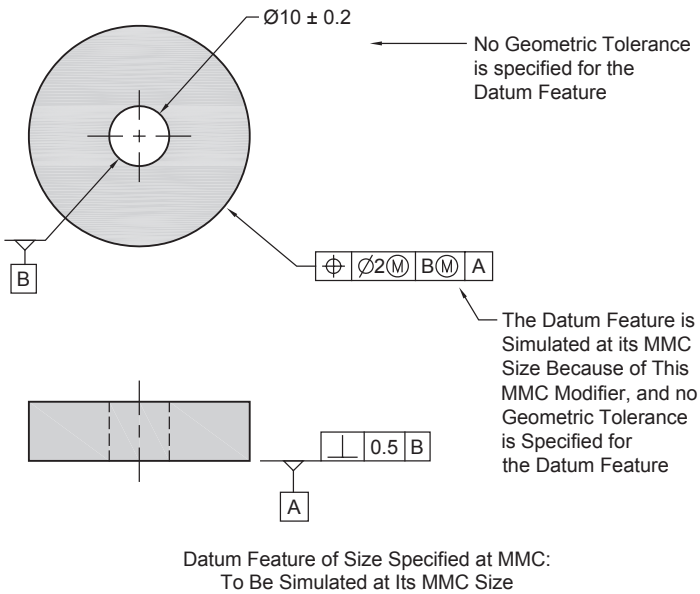 Ø10 ± 0.2
No Geometric Tolerance
is specified for the
Datum Feature
B
⌖ Ø2Ⓜ BⓂ A
The Datum Feature is
Simulated at its MMC
Size Because of This
MMC Modifier, and no
Geometric Tolerance
is Specified for
the Datum Feature
⊥ 0.5 B
A
Datum Feature of Size Specified at MMC:
To Be Simulated at Its MMC Size